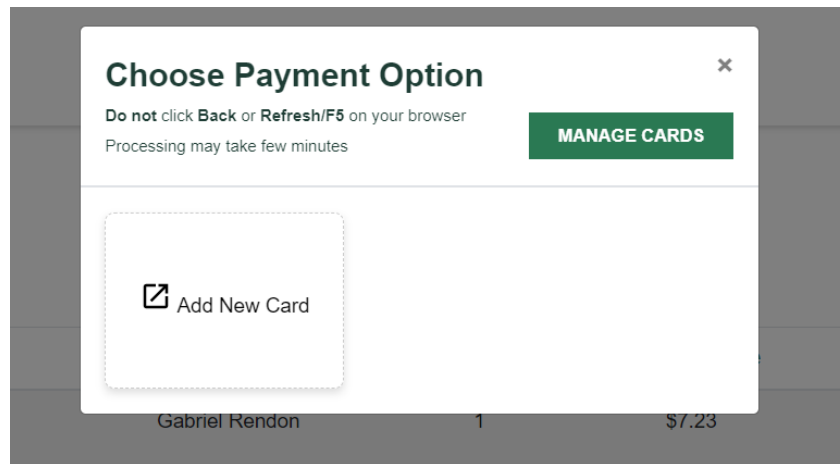 Choose Payment Option
×
Do not click Back or Refresh/F5 on your browser
Processing may take few minutes
MANAGE CARDS
Add New Card
Gabriel Rendon 1 $7.23